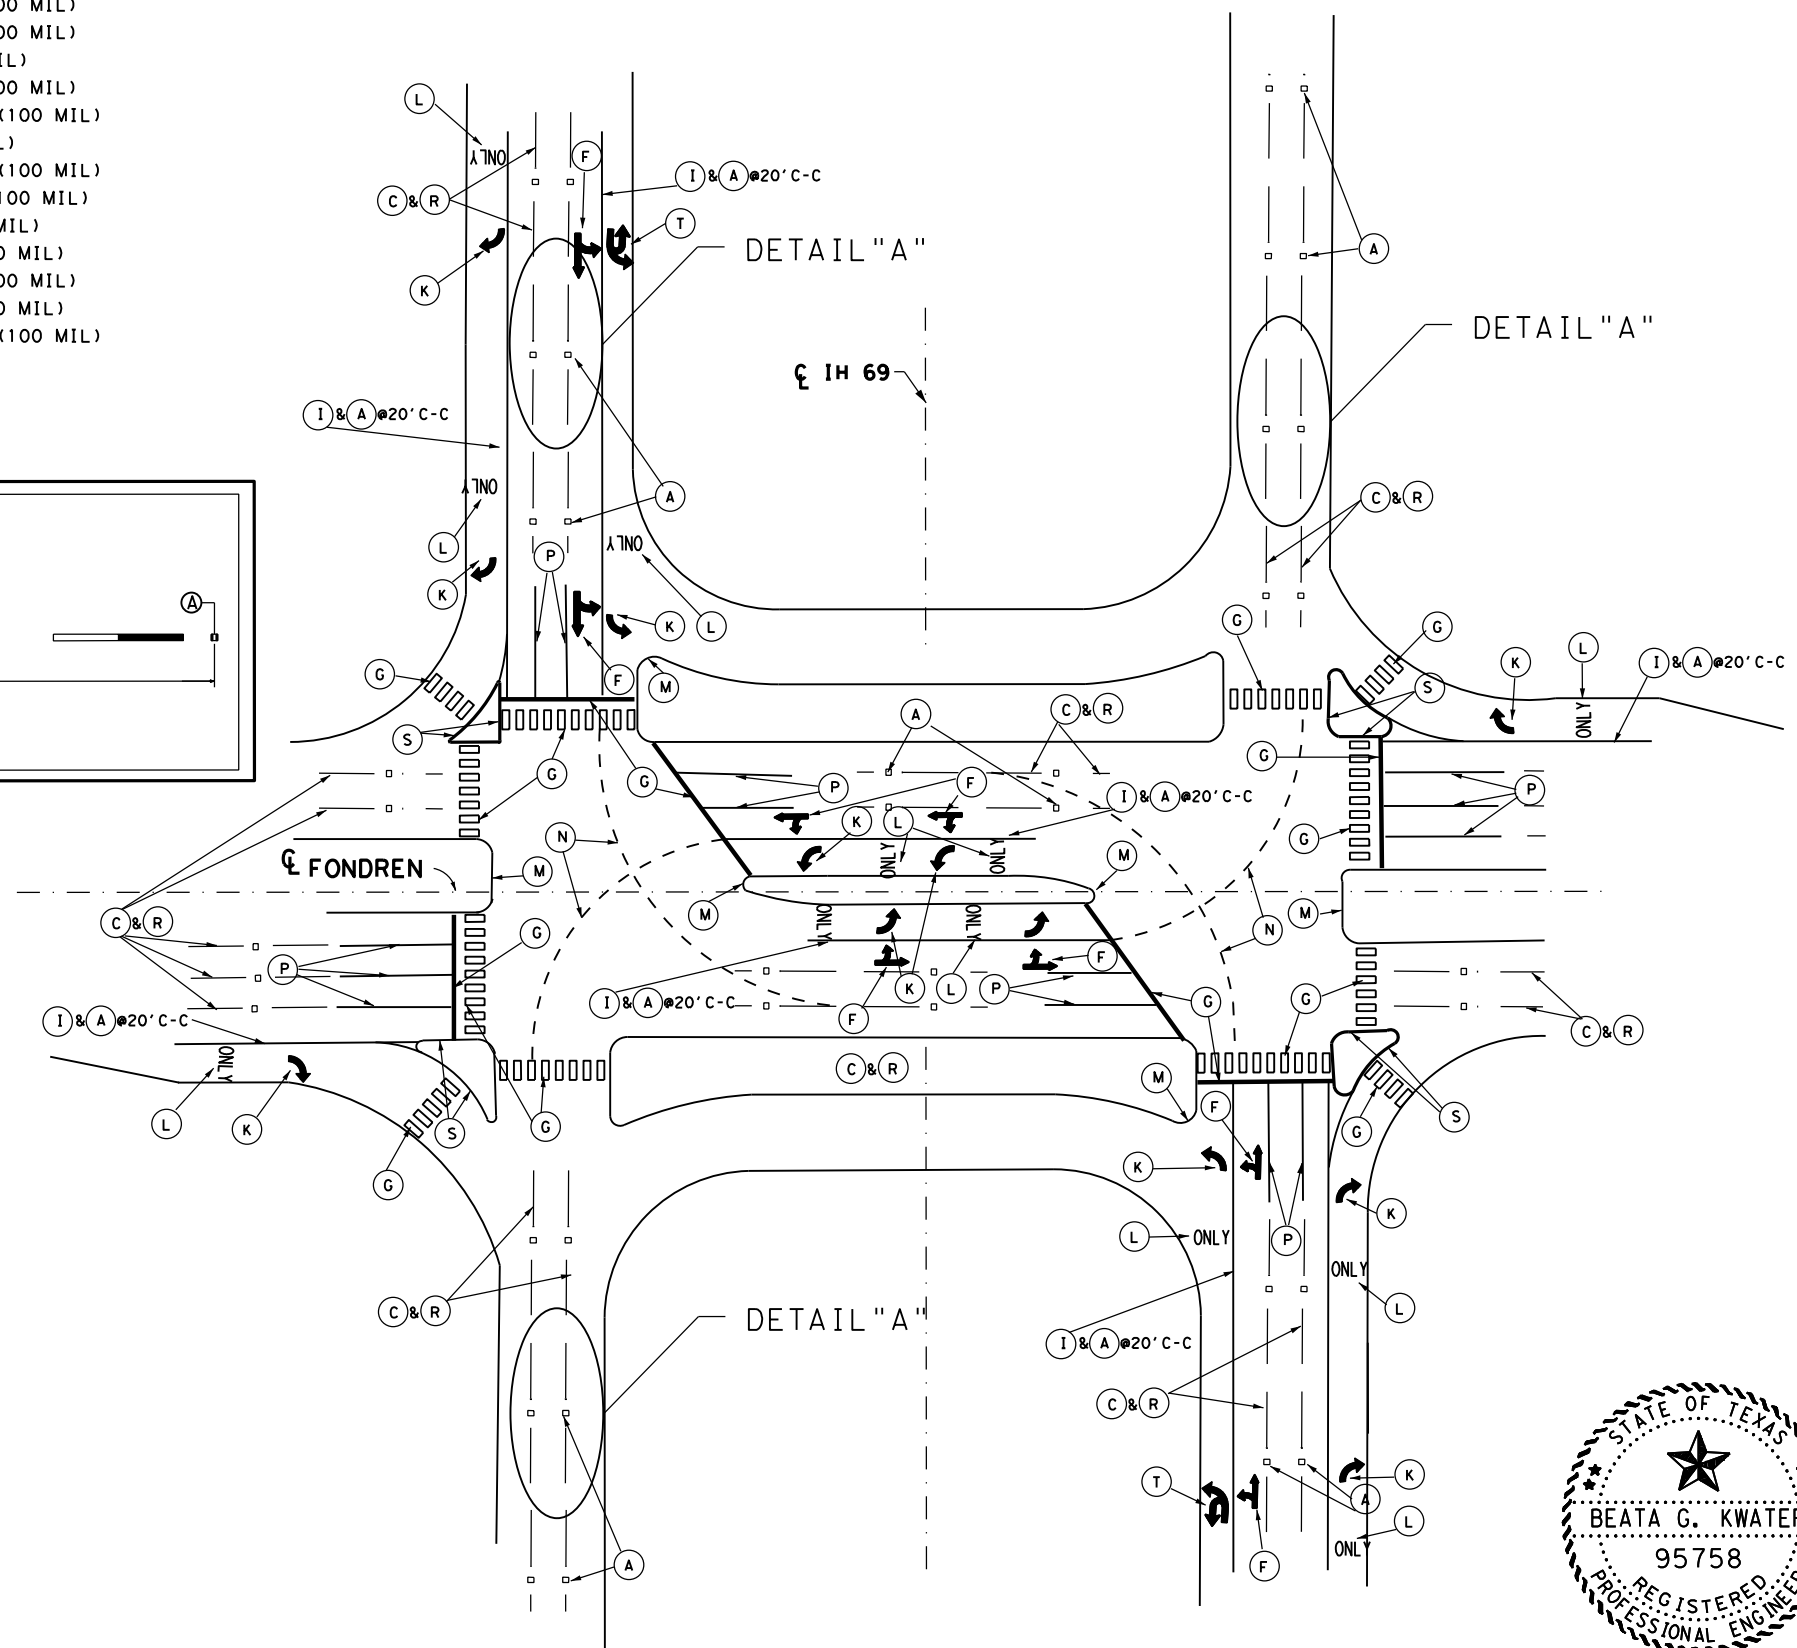 00 MIL)
00 MIL)
IL)
00 MIL)
(100 MIL)
L)
(100 MIL)
100 MIL)
MIL)
0 MIL)
00 MIL)
0 MIL)
(100 MIL)
L
ONLY
F
I & A @20' C-C
C & R
T
DETAIL "A"
K
A
A
DETAIL "A"
℄ IH 69
I & A @20' C-C
ONLY
A
C & R
L
ONLY
P
K
A
K
L
G
G
G
F
M
S
K
L
I & A @20' C-C
S
A
C & R
ONLY
G
G
G
P
F
P
I & A @20' C-C
N
K
L
G
℄ FONDREN
ONLY
ONLY
M
M
M
M
C & R
ONLY
ONLY
N
G
P
F
I & A @20' C-C
K
L
P
G
G
I & A @20' C-C
F
C & R
ONLY
C & R
M
L
K
S
G
F
G
S
G
K
K
L
ONLY
P
ONLY
L
C & R
DETAIL "A"
I & A @20' C-C
C & R
T
K
A
L
ONLY
A
F
STATE OF TEXAS
BEATA G. KWATER
95758
REGISTERED
PROFESSIONAL ENGINEE